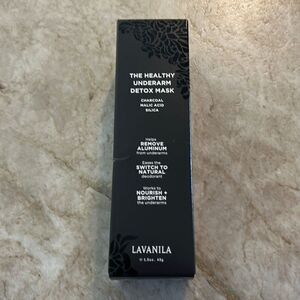 THE HEALTHY
UNDERARM
DETOX MASK
CHARCOAL
MALIC ACID
SILICA
Helps
REMOVE
ALUMINUM
from underarms
Eases the
SWITCH TO
NATURAL
deodorant
Works to
NOURISH +
BRIGHTEN
the underarms
LAVANILA